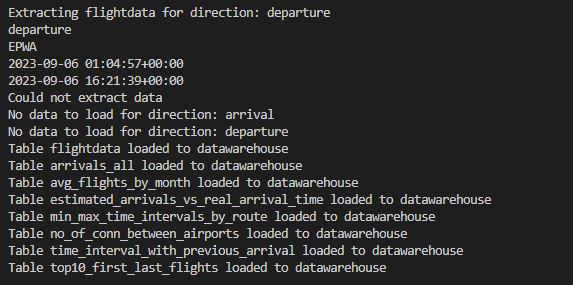 Extracting flightdata for direction: departure
departure
EPWA
2023-09-06 01:04:57+00:00
2023-09-06 16:21:39+00:00
Could not extract data
No data to load for direction: arrival
No data to load for direction: departure
Table flightdata loaded to datawarehouse
Table arrivals_all loaded to datawarehouse
Table avg_flights_by_month loaded to datawarehouse
Table estimated_arrivals_vs_real_arrival_time loaded to datawarehouse
Table min_max_time_intervals_by_route loaded to datawarehouse
Table no_of_conn_between_airports loaded to datawarehouse
Table time_interval_with_previous_arrival loaded to datawarehouse
Table top10_first_last_flights loaded to datawarehouse